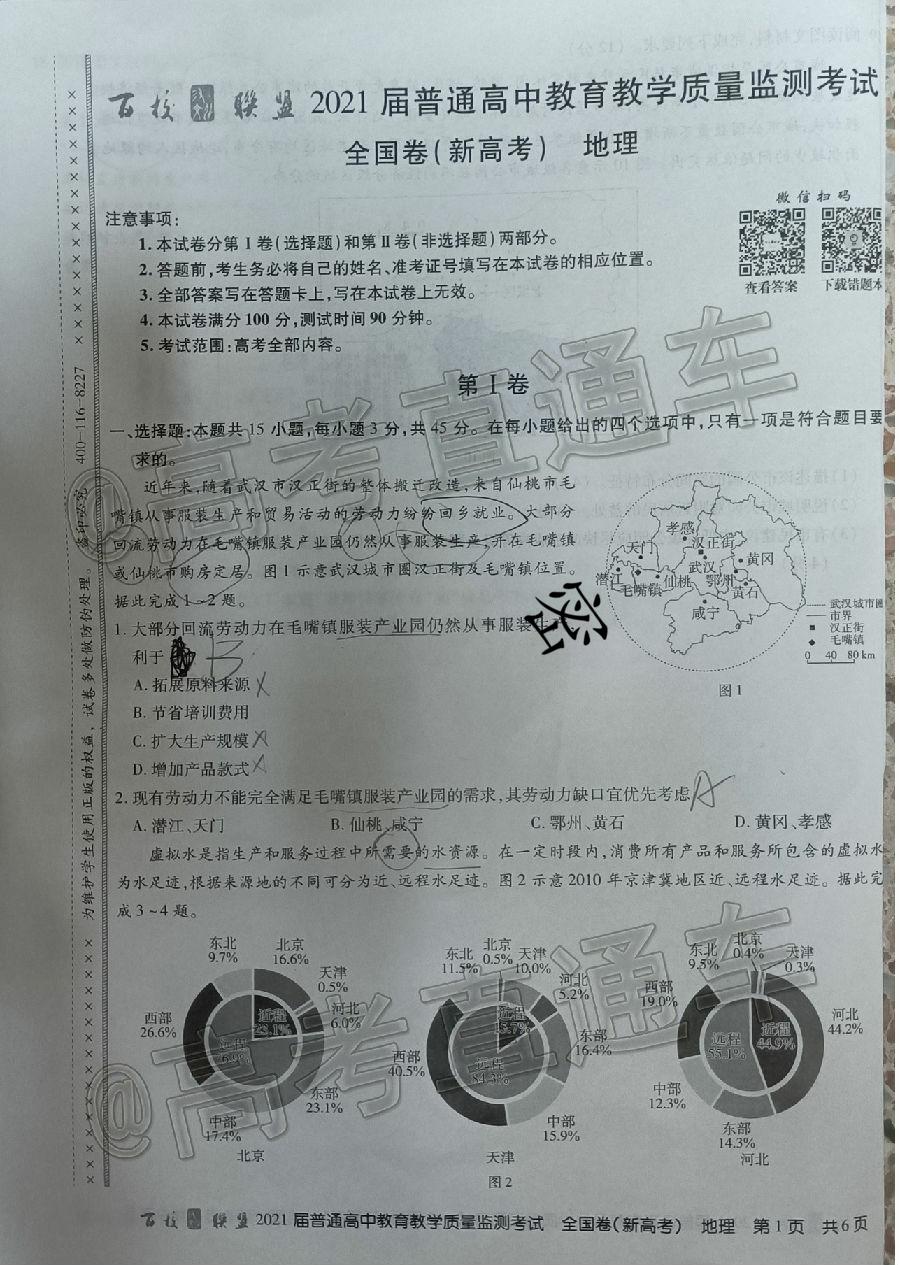 百校联盟 2021 届普通高中教育教学质量监测考试
全国卷(新高考) 地理
微信扫码
查看答案 下载错题本
注意事项:
1.本试卷分第Ⅰ卷(选择题)和第Ⅱ卷(非选择题)两部分。
2.答题前,考生务必将自己的姓名、准考证号填写在本试卷的相应位置。
3.全部答案写在答题卡上,写在本试卷上无效。
4.本试卷满分 100 分,测试时间 90 分钟。
5.考试范围:高考全部内容。
第Ⅰ卷
一、选择题:本题共 15 小题,每小题 3 分,共 45 分。在每小题给出的四个选项中,只有一项是符合题目要
求的。
近年来,随着武汉市汉正街的整体搬迁改造,来自仙桃市毛
嘴镇从事服装生产和贸易活动的劳动力纷纷回乡就业。大部分
回流劳动力在毛嘴镇服装产业园仍然从事服装生产,并在毛嘴镇
或仙桃市购房定居。图 1 示意武汉城市圈汉正街及毛嘴镇位置。
据此完成 1~2 题。
孝感
天门 汉正街
武汉 黄冈
潜江 毛嘴镇 仙桃 鄂州 黄石
咸宁
武汉城市圈
市界
汉正街
毛嘴镇
0 40 80 km
图 1
1.大部分回流劳动力在毛嘴镇服装产业园仍然从事服装生
利于 B
A.拓展原料来源
B.节省培训费用
C.扩大生产规模
D.增加产品款式
2.现有劳动力不能完全满足毛嘴镇服装产业园的需求,其劳动力缺口宜优先考虑 A
A.潜江、天门 B.仙桃、咸宁 C.鄂州、黄石 D.黄冈、孝感
密
虚拟水是指生产和服务过程中所需要的水资源。在一定时段内,消费所有产品和服务所包含的虚拟水
为水足迹,根据来源地的不同可分为近、远程水足迹。图 2 示意 2010 年京津冀地区近、远程水足迹。据此完
成 3~4 题。
东北 9.7%
北京 16.6%
天津 0.5%
河北 6.0%
东部 23.1%
中部 17.4%
西部 26.6%
近程 23.1%
远程
北京
东北 11.5%
北京 0.5%
天津 10.0%
河北 5.2%
东部 16.4%
中部 15.9%
西部 40.5%
近程 15.7%
远程 84.3%
天津
东北 9.5%
北京 0.4%
天津 0.3%
河北 44.2%
东部 14.3%
中部 12.3%
西部 19.0%
近程 44.9%
远程 55.1%
河北
图 2
百校联盟 2021 届普通高中教育教学质量监测考试 全国卷(新高考) 地理 第 1 页 共 6 页
400-116-8227
为维护学生使用正版的权益,试卷多处做防伪处理。
@高考直通车
@高考直通车